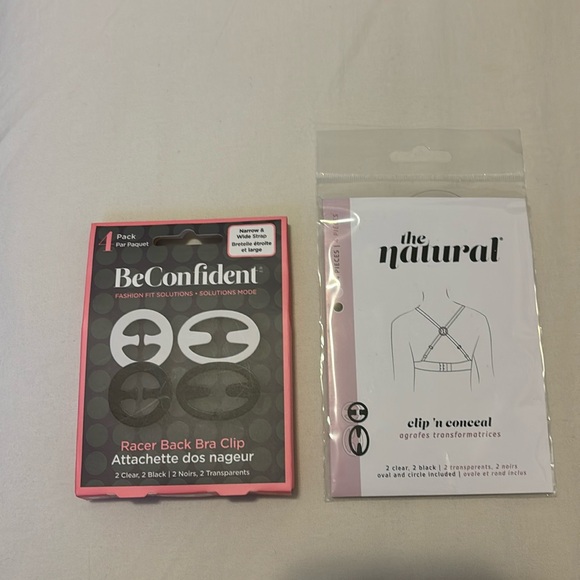 4 Pack
Par Paquet
Narrow &
Wide Strap
Bretelle étroite
et large
BeConfident
FASHION FIT SOLUTIONS • SOLUTIONS MODE
Racer Back Bra Clip
Attachette dos nageur
2 Clear, 2 Black | 2 Noirs, 2 Transparents
PIECES |
the
natural®
clip 'n conceal
agrafes transformatrices
2 clear, 2 black | 2 transparents, 2 noirs
oval and circle included | ovale et rond inclus